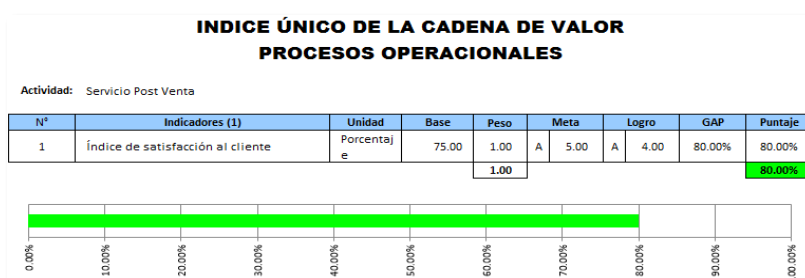 INDICE ÚNICO DE LA CADENA DE VALOR
PROCESOS OPERACIONALES
Actividad: Servicio Post Venta
N° Indicadores (1) Unidad Base Peso Meta Logro GAP Puntaje
1 Índice de satisfacción al cliente Porcentaj
e 75.00 1.00 A 5.00 A 4.00 80.00% 80.00%
1.00 80.00%
0.00% 10.00% 20.00% 30.00% 40.00% 50.00% 60.00% 70.00% 80.00% 90.00% 00.00%